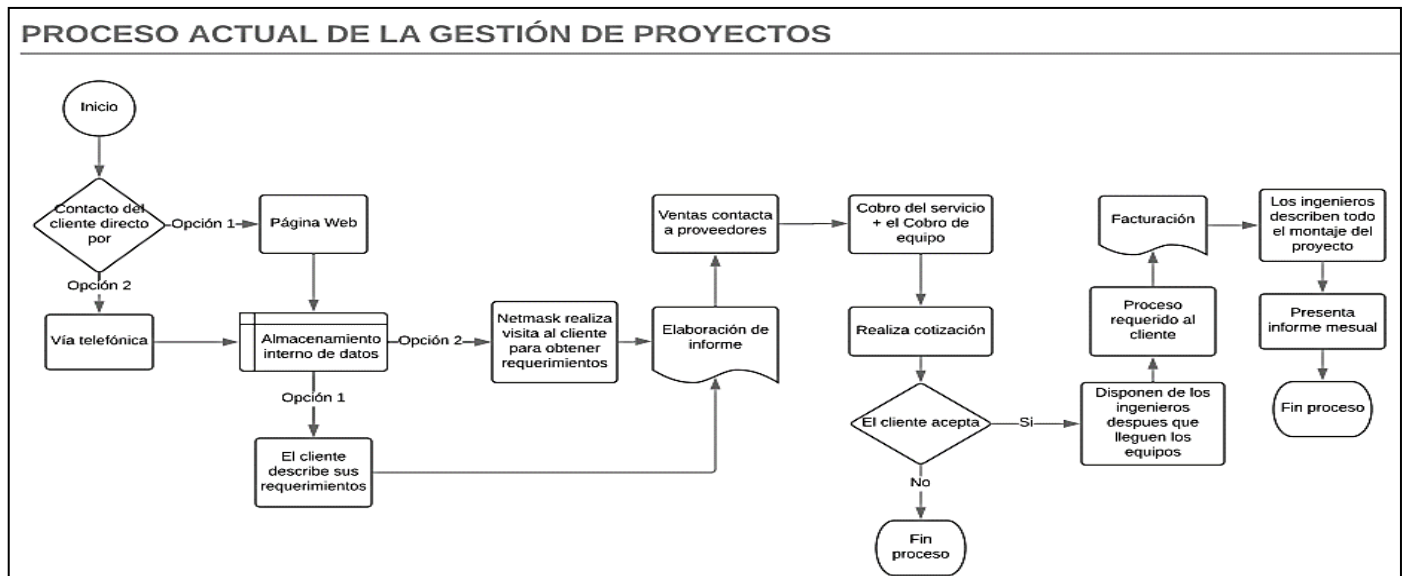 PROCESO ACTUAL DE LA GESTIÓN DE PROYECTOS
Inicio
Contacto del
cliente directo
por
Opción 1
Página Web
Opción 2
Vía telefónica
Almacenamiento
interno de datos
Opción 2
Opción 1
El cliente
describe sus
requerimientos
Netmask realiza
visita al cliente
para obtener
requerimientos
Elaboración de
informe
Ventas contacta
a proveedores
Cobro del servicio
+ el Cobro de
equipo
Realiza cotización
El cliente acepta
Si
No
Fin
proceso
Disponen de los
ingenieros
despues que
lleguen los
equipos
Proceso
requerido al
cliente
Facturación
Los ingenieros
describen todo
el montaje del
proyecto
Presenta
informe mesual
Fin proceso